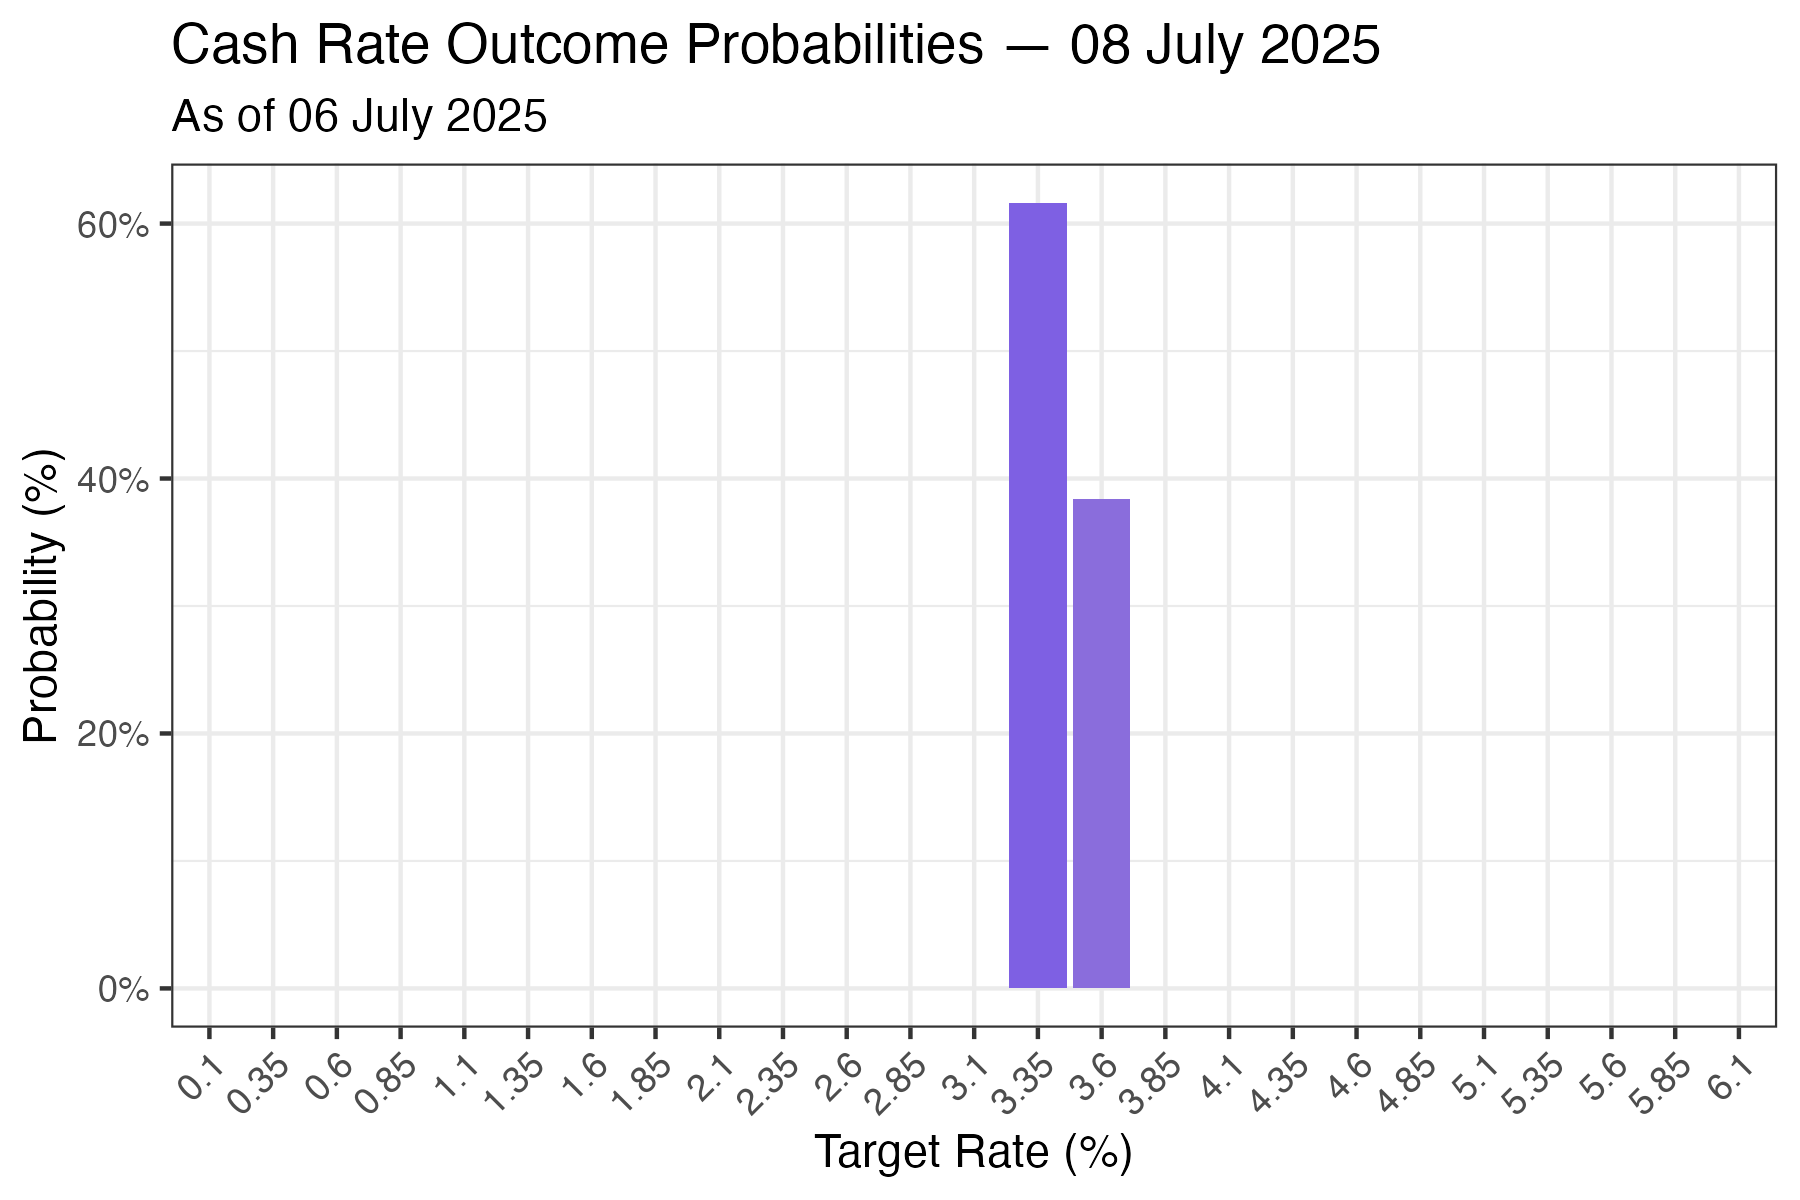 Cash Rate Outcome Probabilities — 08 July 2025
As of 06 July 2025
Probability (%)
60%
40%
20%
0%
0.1 0.35 0.6 0.85 1.1 1.35 1.6 1.85 2.1 2.35 2.6 2.85 3.1 3.35 3.6 3.85 4.1 4.35 4.6 4.85 5.1 5.35 5.6 5.85 6.1
Target Rate (%)